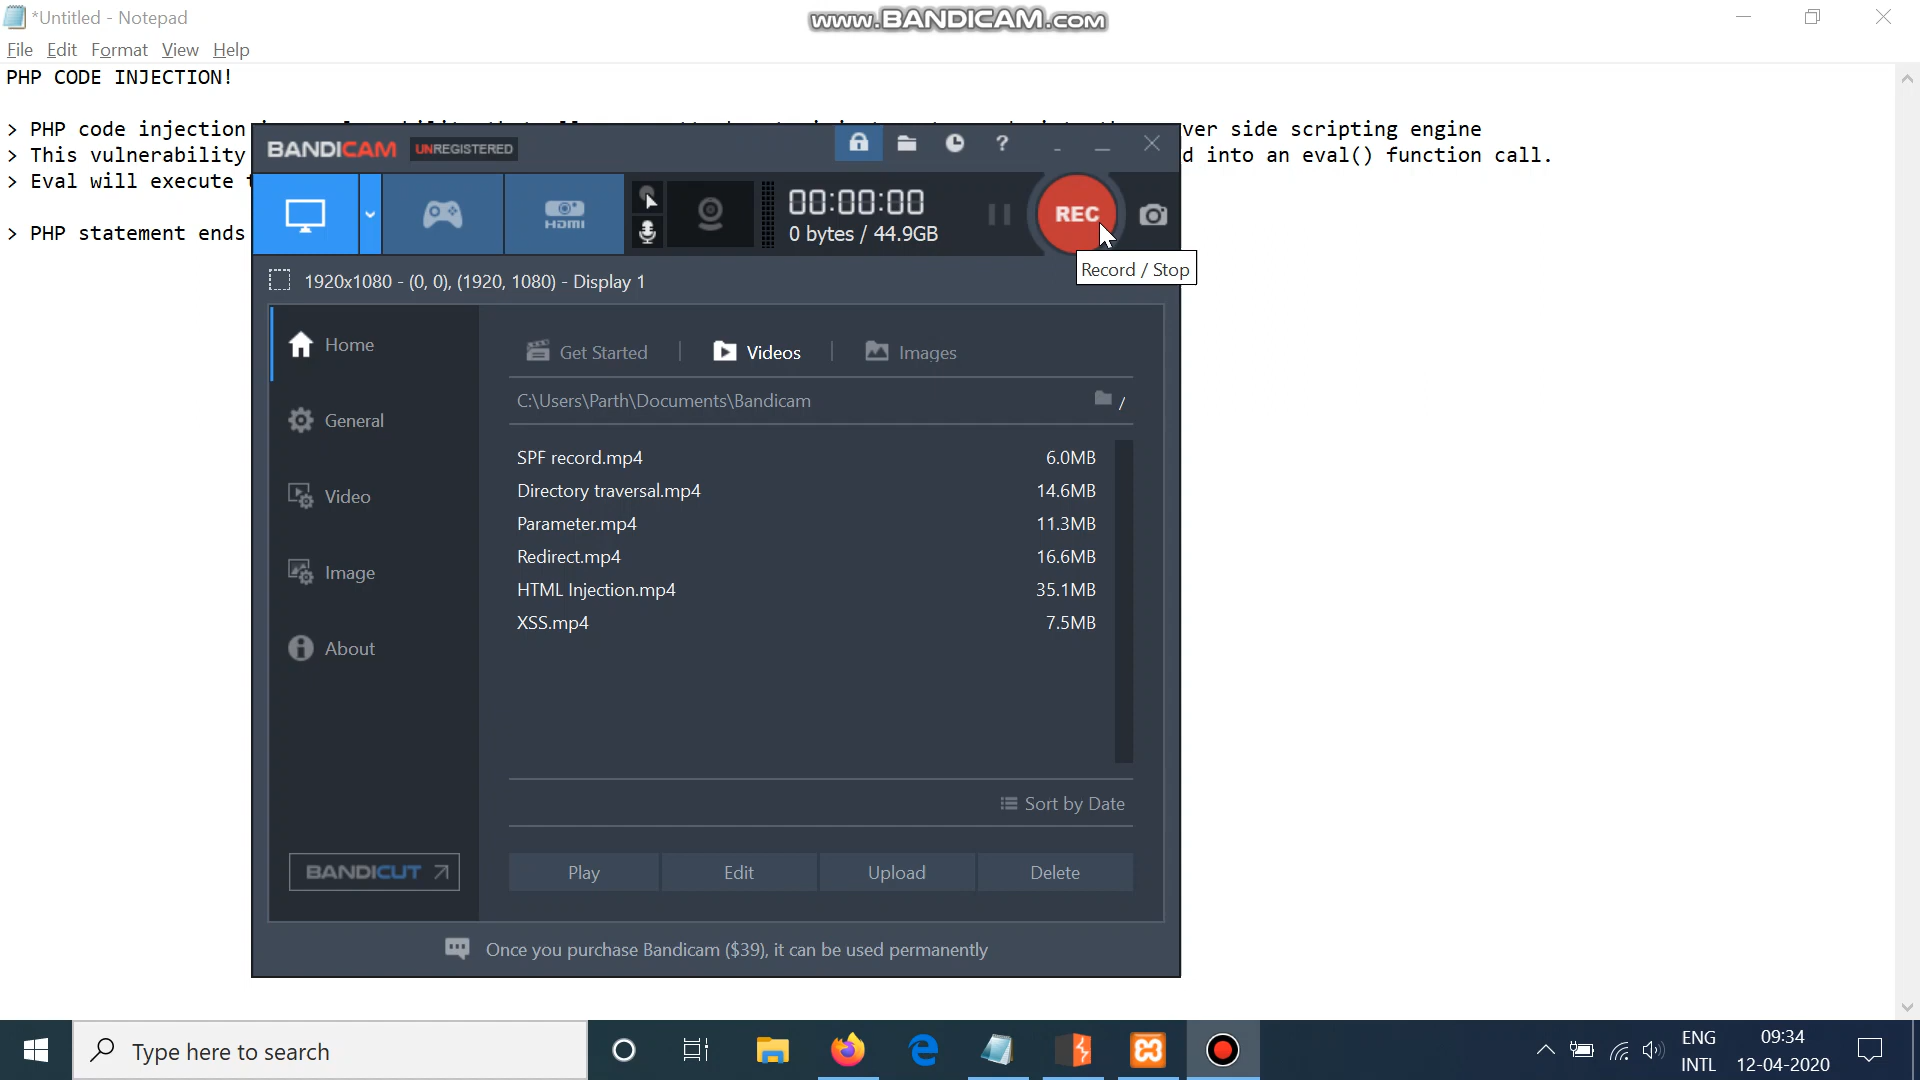 *Untitled - Notepad
www.BANDICAM.com
File Edit Format View Help
PHP CODE INJECTION!
> PHP code injection
ver side scripting engine
> This vulnerability
d into an eval() function call.
> Eval will execute
> PHP statement ends
BANDICAM UNREGISTERED
?
HDMI
00:00:00
0 bytes / 44.9GB
REC
Record / Stop
1920x1080 - (0, 0), (1920, 1080) - Display 1
Home
General
Video
Image
About
BANDICUT
Get Started | Videos | Images
C:\Users\Parth\Documents\Bandicam
/
SPF record.mp4 6.0MB
Directory traversal.mp4 14.6MB
Parameter.mp4 11.3MB
Redirect.mp4 16.6MB
HTML Injection.mp4 35.1MB
XSS.mp4 7.5MB
Sort by Date
Play Edit Upload Delete
Once you purchase Bandicam ($39), it can be used permanently
Type here to search
ENG
INTL
09:34
12-04-2020